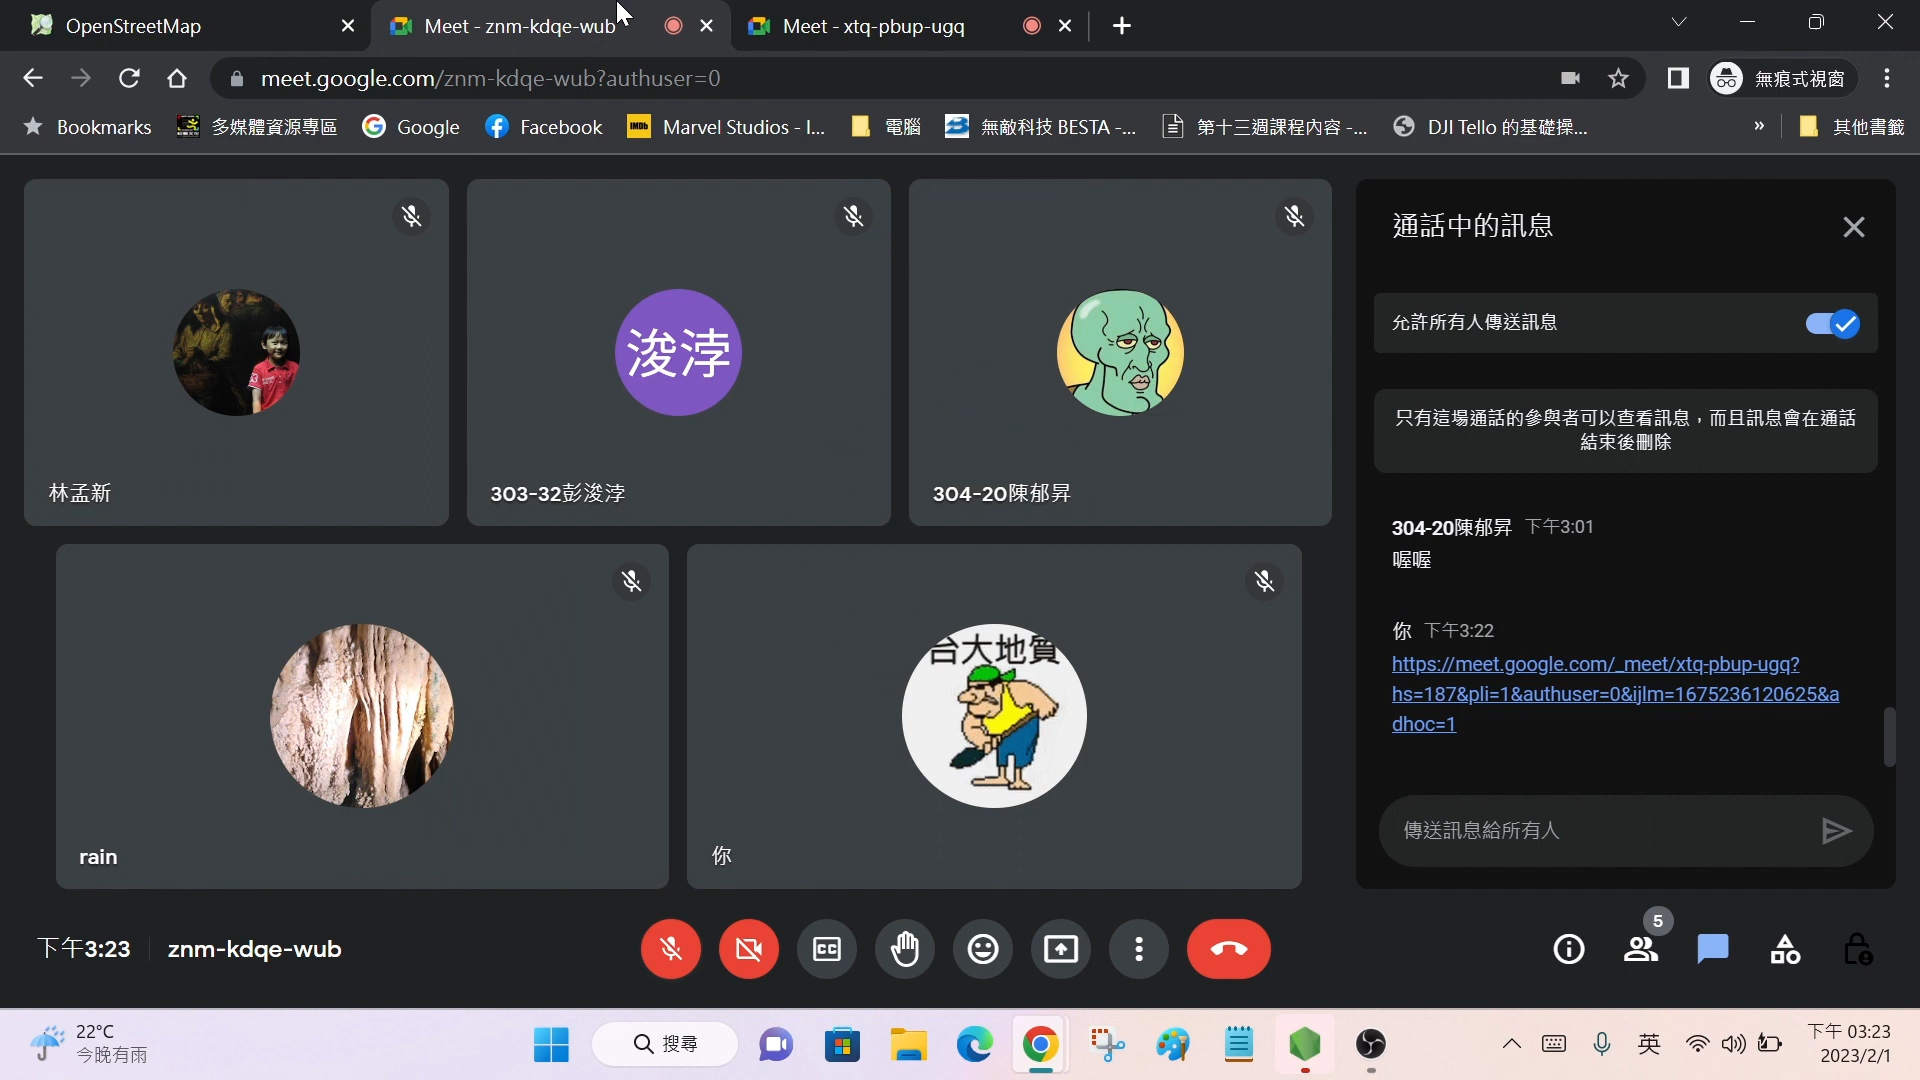 OpenStreetMap
Meet - znm-kdqe-wub
Meet - xtq-pbup-ugq
meet.google.com/znm-kdqe-wub?authuser=0
無痕式視窗
Bookmarks
多媒體資源專區
Google
Facebook
IMDb
Marvel Studios - I...
電腦
無敵科技 BESTA -...
第十三週課程內容 -...
DJI Tello 的基礎操...
»
其他書籤
林孟新
浚浡
303-32彭浚浡
304-20陳郁昇
rain
台大地質
你
通話中的訊息
允許所有人傳送訊息
只有這場通話的參與者可以查看訊息，而且訊息會在通話
結束後刪除
304-20陳郁昇 下午3:01
喔喔
你 下午3:22
https://meet.google.com/_meet/xtq-pbup-ugq?
hs=187&pli=1&authuser=0&ijlm=1675236120625&a
dhoc=1
傳送訊息給所有人
下午3:23
znm-kdqe-wub
CC
5
22°C
今晚有雨
搜尋
英
下午 03:23
2023/2/1